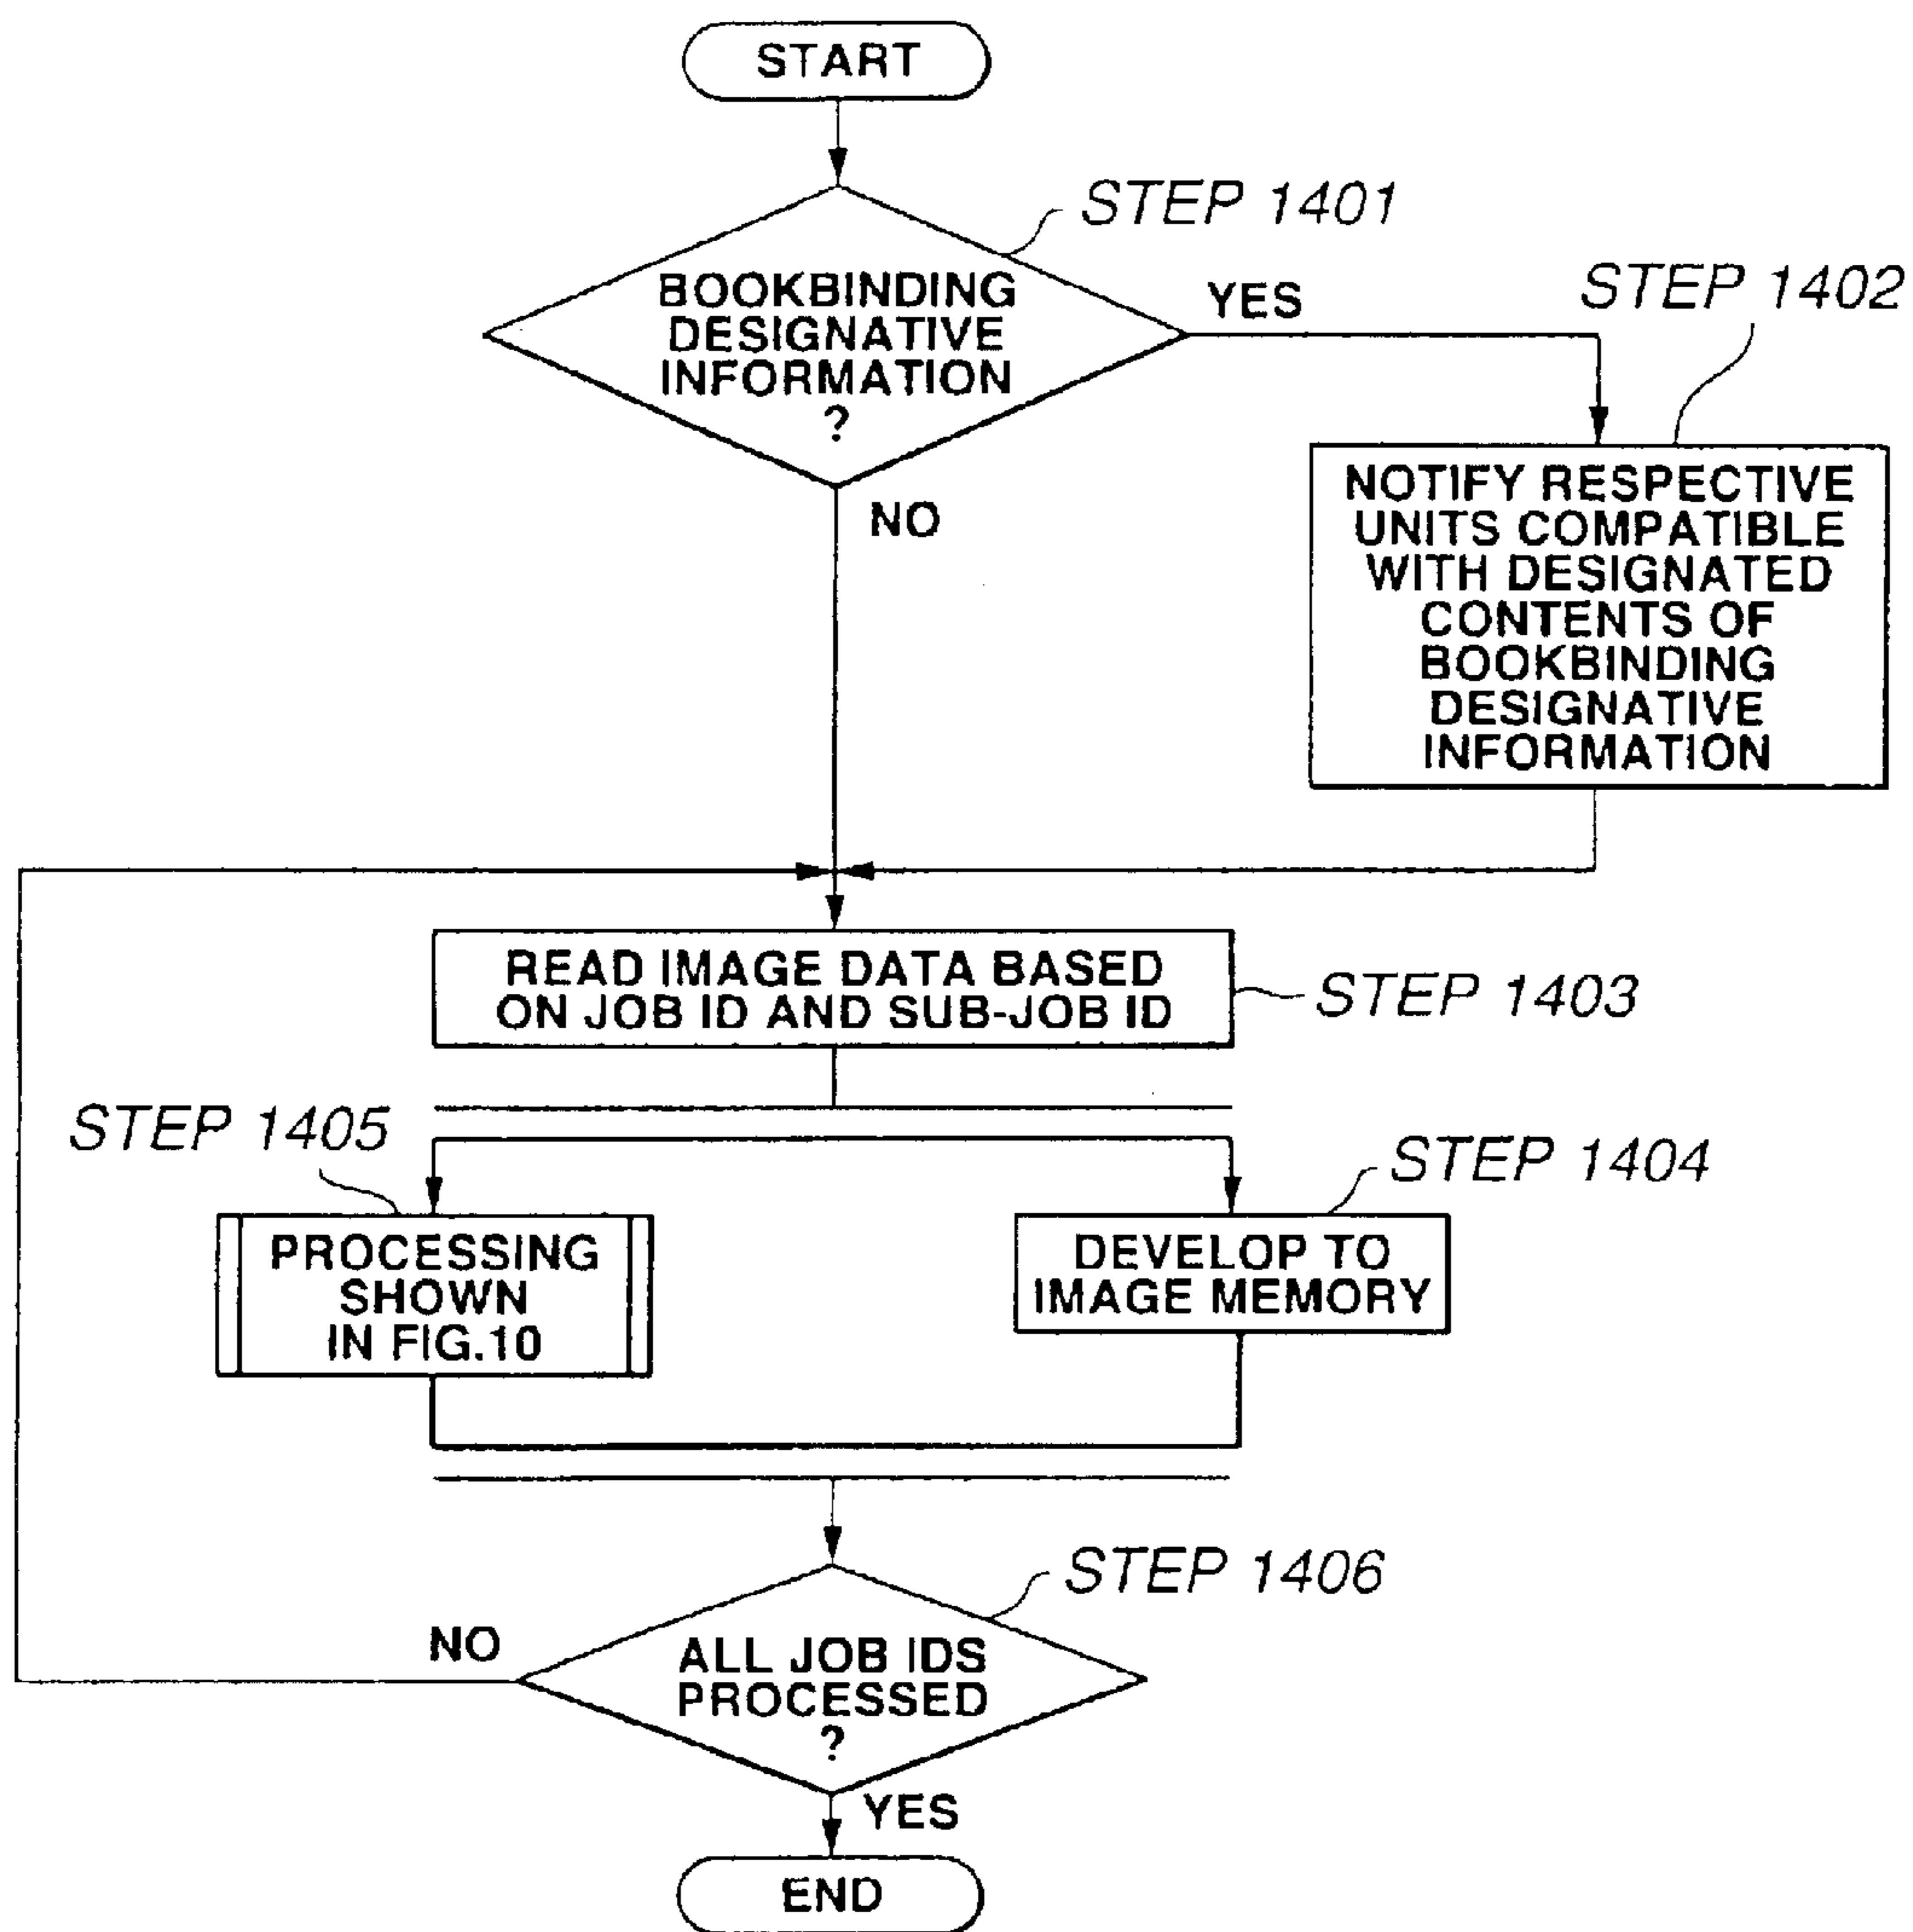 START
STEP 1401
BOOKBINDING
DESIGNATIVE
INFORMATION
?
YES
STEP 1402
NO
NOTIFY RESPECTIVE
UNITS COMPATIBLE
WITH DESIGNATED
CONTENTS OF
BOOKBINDING
DESIGNATIVE
INFORMATION
READ IMAGE DATA BASED
ON JOB ID AND SUB-JOB ID
STEP 1403
STEP 1405
STEP 1404
PROCESSING
SHOWN
IN FIG.10
DEVELOP TO
IMAGE MEMORY
STEP 1406
NO
ALL JOB IDS
PROCESSED
?
YES
END